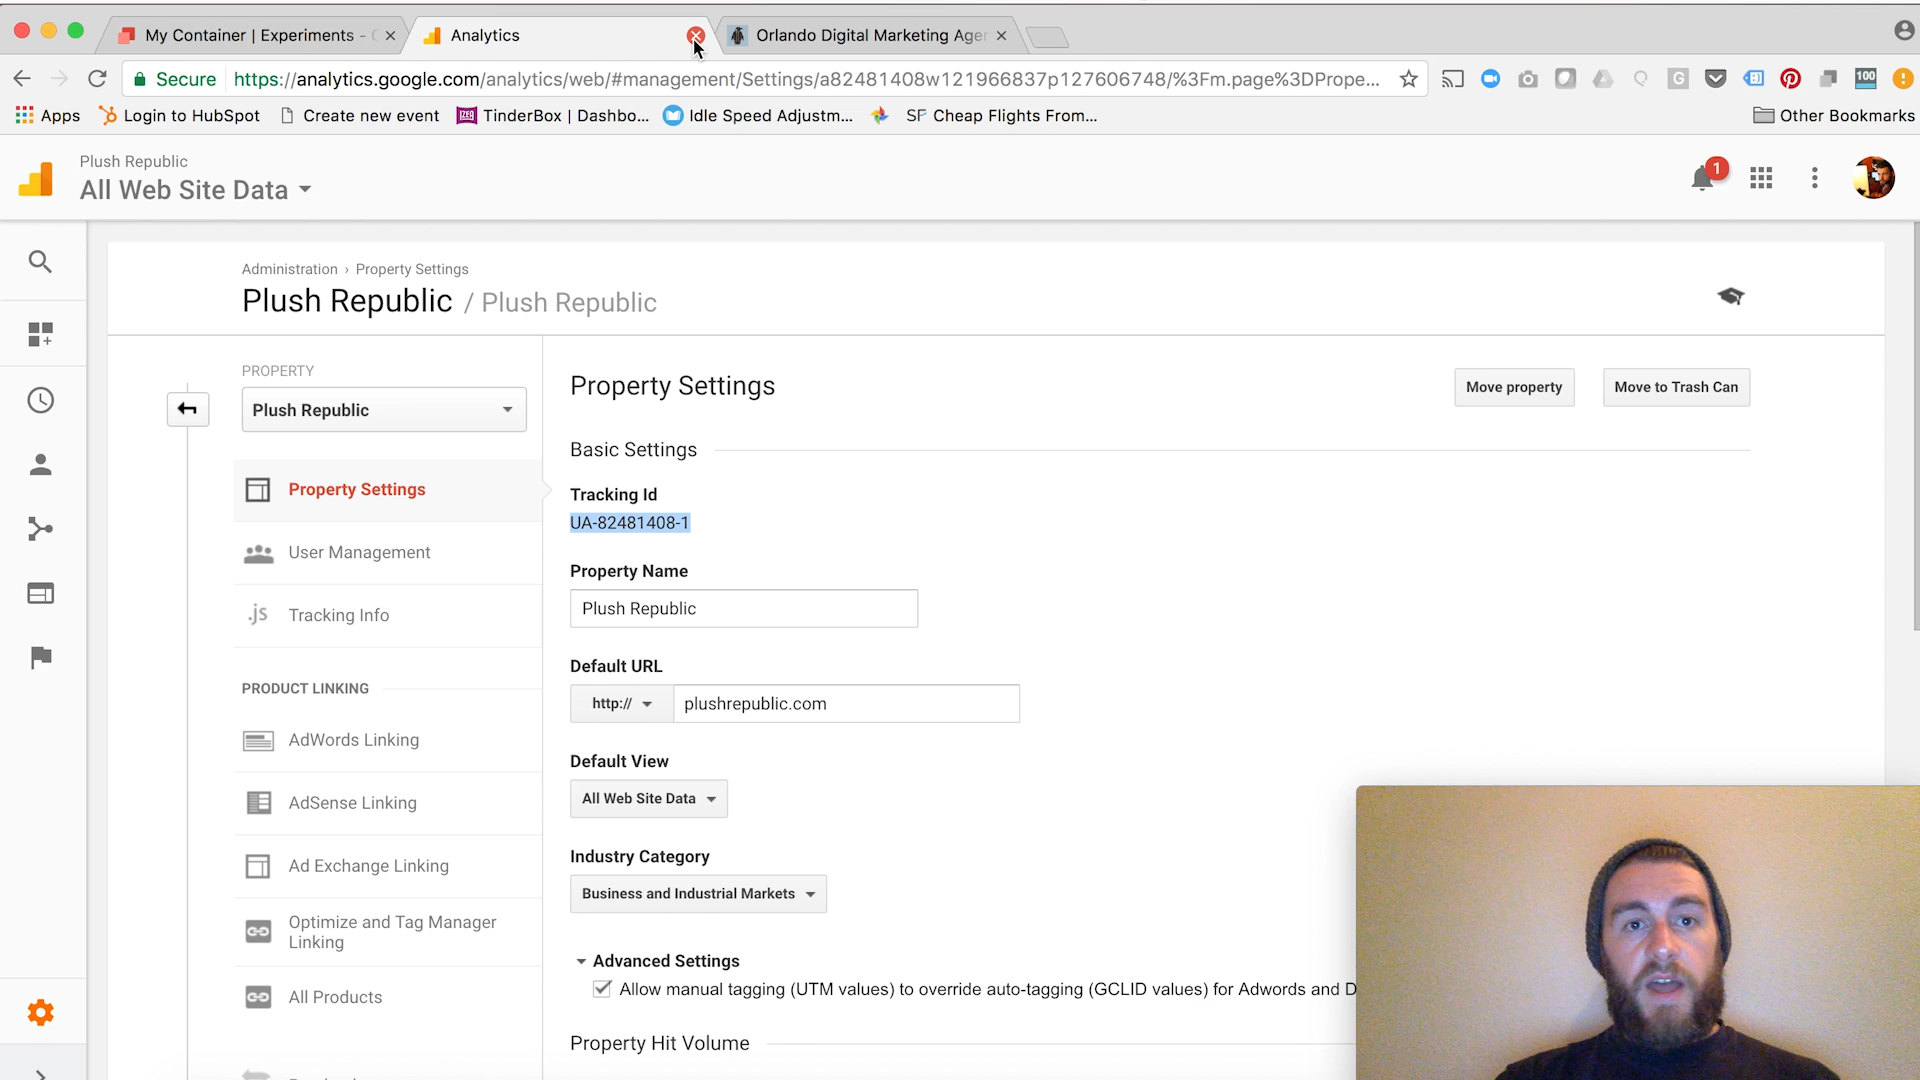 My Container | Experiments -
Analytics
Orlando Digital Marketing Agen
Secure
https://analytics.google.com/analytics/web/#management/Settings/a82481408w121966837p127606748/%3Fm.page%3DPrope...
G
100
Apps
Login to HubSpot
Create new event
IZEA
TinderBox | Dashbo...
Idle Speed Adjustm...
SF Cheap Flights From...
Other Bookmarks
Plush Republic
All Web Site Data
1
Administration › Property Settings
Plush Republic / Plush Republic
PROPERTY
Plush Republic
Property Settings
User Management
.js Tracking Info
PRODUCT LINKING
AdWords Linking
AdSense Linking
Ad Exchange Linking
Optimize and Tag Manager
Linking
All Products
Property Settings
Move property
Move to Trash Can
Basic Settings
Tracking Id
UA-82481408-1
Property Name
Plush Republic
Default URL
http://
plushrepublic.com
Default View
All Web Site Data
Industry Category
Business and Industrial Markets
Advanced Settings
Allow manual tagging (UTM values) to override auto-tagging (GCLID values) for Adwords and D
Property Hit Volume